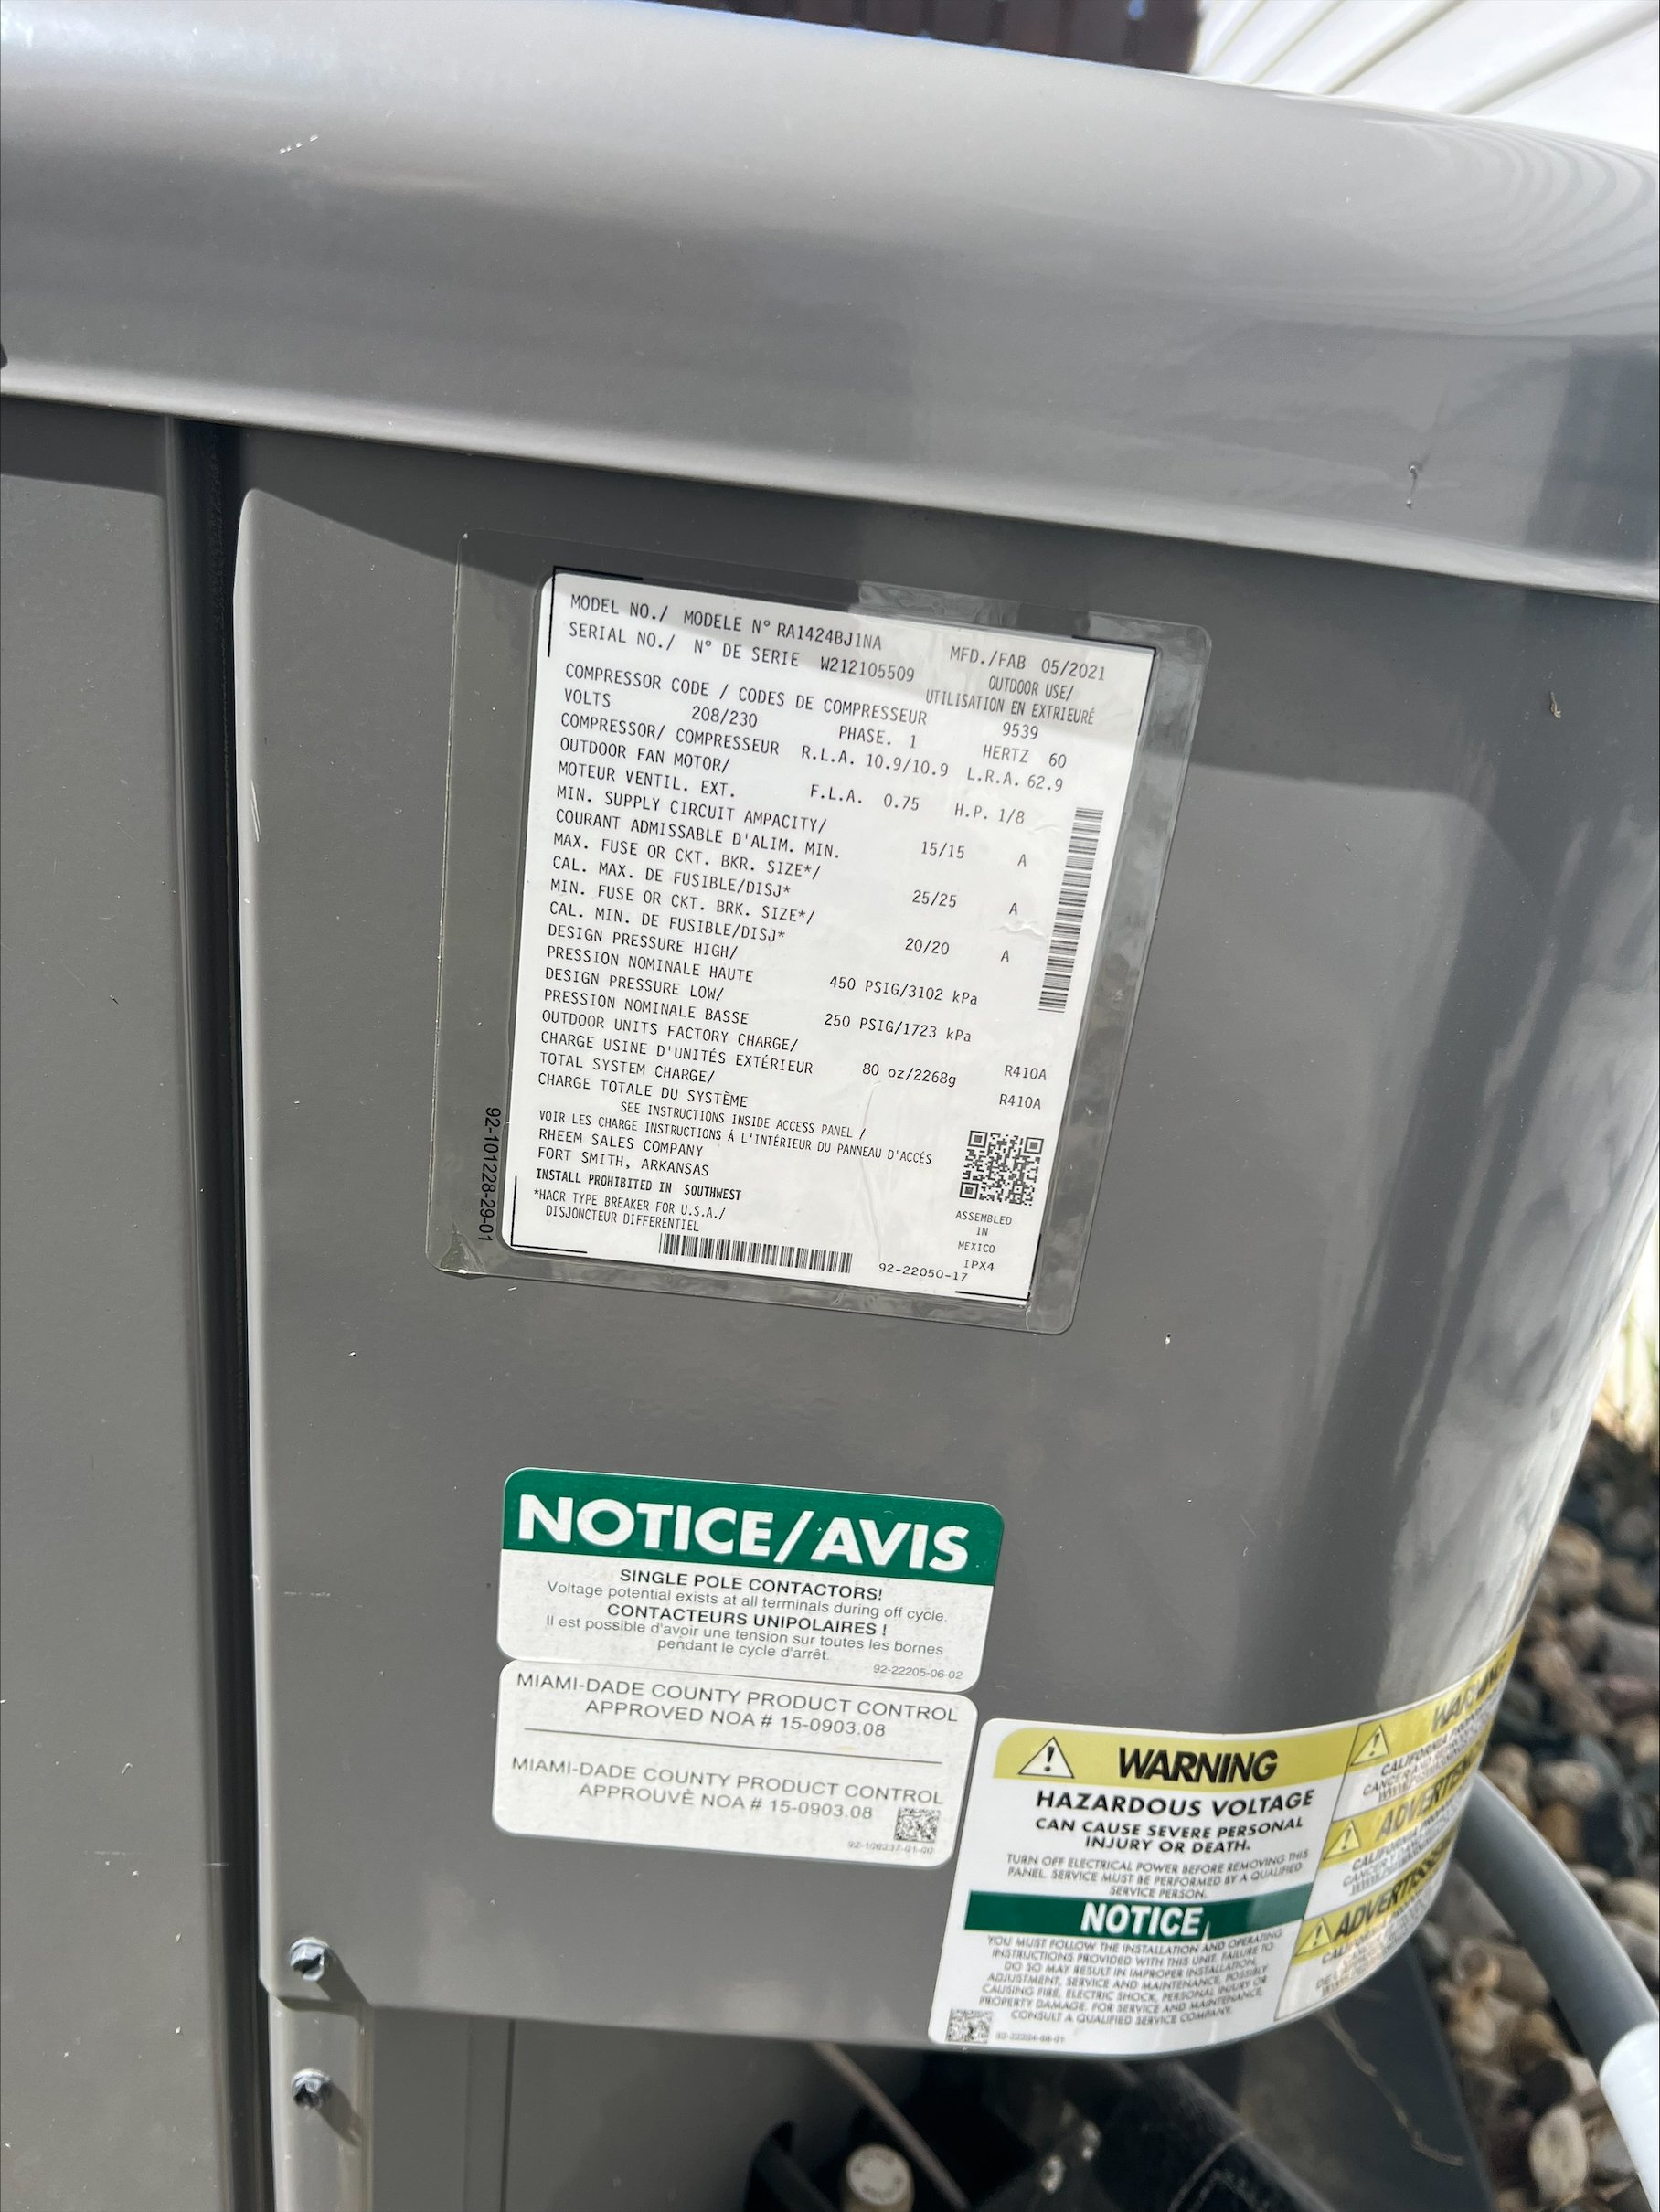 MODEL NO./ MODELE N° RA1424BJ1NA
MFD./FAB 05/2021
SERIAL NO./ N° DE SERIE W212105509
OUTDOOR USE/
UTILISATION EN EXTRIEURÉ
COMPRESSOR CODE / CODES DE COMPRESSEUR 9539
VOLTS 208/230 PHASE. 1 HERTZ 60
COMPRESSOR/ COMPRESSEUR R.L.A. 10.9/10.9 L.R.A. 62.9
OUTDOOR FAN MOTOR/
MOTEUR VENTIL. EXT. F.L.A. 0.75 H.P. 1/8
MIN. SUPPLY CIRCUIT AMPACITY/
COURANT ADMISSABLE D'ALIM. MIN. 15/15 A
MAX. FUSE OR CKT. BKR. SIZE*/
CAL. MAX. DE FUSIBLE/DISJ* 25/25 A
MIN. FUSE OR CKT. BRK. SIZE*/
CAL. MIN. DE FUSIBLE/DISJ* 20/20 A
DESIGN PRESSURE HIGH/
PRESSION NOMINALE HAUTE 450 PSIG/3102 kPa
DESIGN PRESSURE LOW/
PRESSION NOMINALE BASSE 250 PSIG/1723 kPa
OUTDOOR UNITS FACTORY CHARGE/
CHARGE USINE D'UNITÉS EXTÉRIEUR 80 oz/2268g R410A
TOTAL SYSTEM CHARGE/
CHARGE TOTALE DU SYSTÈME R410A
SEE INSTRUCTIONS INSIDE ACCESS PANEL /
VOIR LES CHARGE INSTRUCTIONS Á L'INTÉRIEUR DU PANNEAU D'ACCÉS
RHEEM SALES COMPANY
FORT SMITH, ARKANSAS
INSTALL PROHIBITED IN SOUTHWEST
*HACR TYPE BREAKER FOR U.S.A./
DISJONCTEUR DIFFERENTIEL
ASSEMBLED
IN
MEXICO
IPX4
92-22050-17
92-101228-29-01
NOTICE/AVIS
SINGLE POLE CONTACTORS!
Voltage potential exists at all terminals during off cycle.
CONTACTEURS UNIPOLAIRES !
Il est possible d'avoir une tension sur toutes les bornes
pendant le cycle d'arrêt.
92-22205-06-02
MIAMI-DADE COUNTY PRODUCT CONTROL
APPROVED NOA # 15-0903.08
MIAMI-DADE COUNTY PRODUCT CONTROL
APPROUVÈ NOA # 15-0903.08
92-106237-01-00
WARNING
HAZARDOUS VOLTAGE
CAN CAUSE SEVERE PERSONAL
INJURY OR DEATH.
TURN OFF ELECTRICAL POWER BEFORE REMOVING THIS
PANEL. SERVICE MUST BE PERFORMED BY A QUALIFIED
SERVICE PERSON.
NOTICE
YOU MUST FOLLOW THE INSTALLATION AND OPERATING
INSTRUCTIONS PROVIDED WITH THIS UNIT. FAILURE TO
DO SO MAY RESULT IN IMPROPER INSTALLATION,
ADJUSTMENT, SERVICE AND MAINTENANCE, POSSIBLY
CAUSING FIRE, ELECTRIC SHOCK, PERSONAL INJURY OR
PROPERTY DAMAGE. FOR SERVICE AND MAINTENANCE,
CONSULT A QUALIFIED SERVICE COMPANY.
WARNING
CALIFORNIA